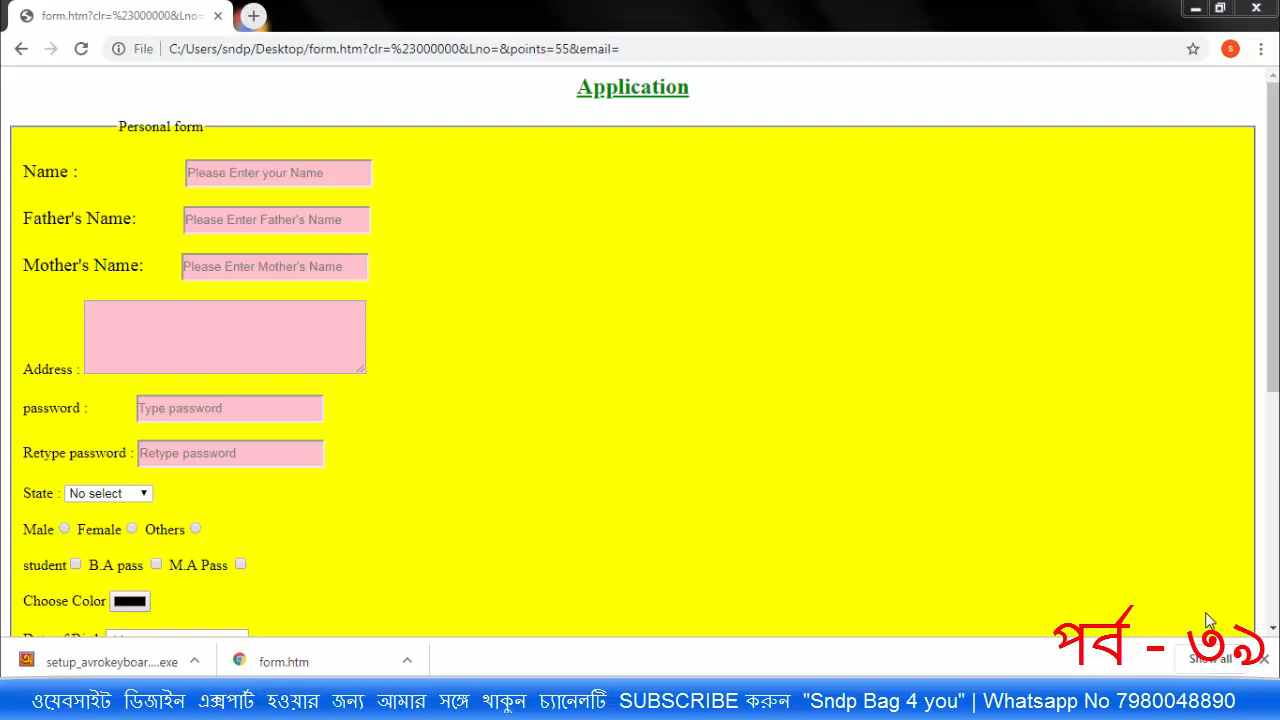 form.htm?clr=%23000000&Lno=
File C:/Users/sndp/Desktop/form.htm?clr=%23000000&Lno=&points=55&email=
S
Application
Personal form
Name : Please Enter your Name
Father's Name: Please Enter Father's Name
Mother's Name: Please Enter Mother's Name
Address :
password : Type password
Retype password : Retype password
State : No select
Male Female Others
student B.A pass M.A Pass
Choose Color
পর্ব - ৩৯
setup_avrokeyboar....exe form.htm Show all
ওয়েবসাইট ডিজাইন এক্সপার্ট হওয়ার জন্য আমার সঙ্গে থাকুন চ্যানেলটি SUBSCRIBE করুন "Sndp Bag 4 you" | Whatsapp No 7980048890